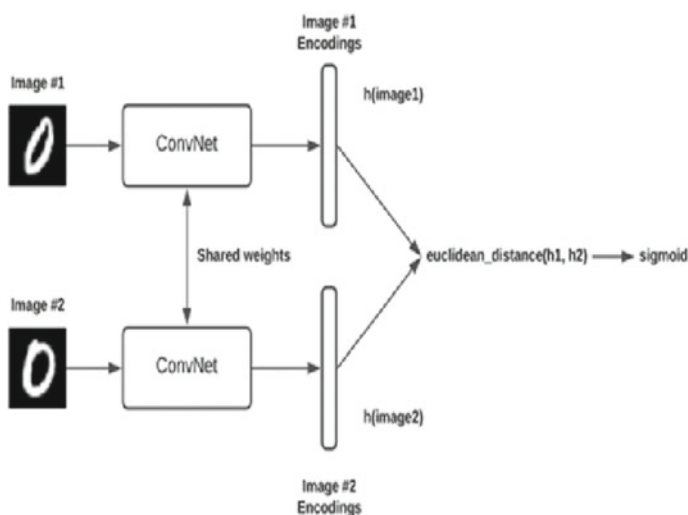 Image #1
Encodings
Image #1
h(image1)
ConvNet
Shared weights
euclidean_distance(h1, h2)
sigmoid
Image #2
ConvNet
h(image2)
Image #2
Encodings